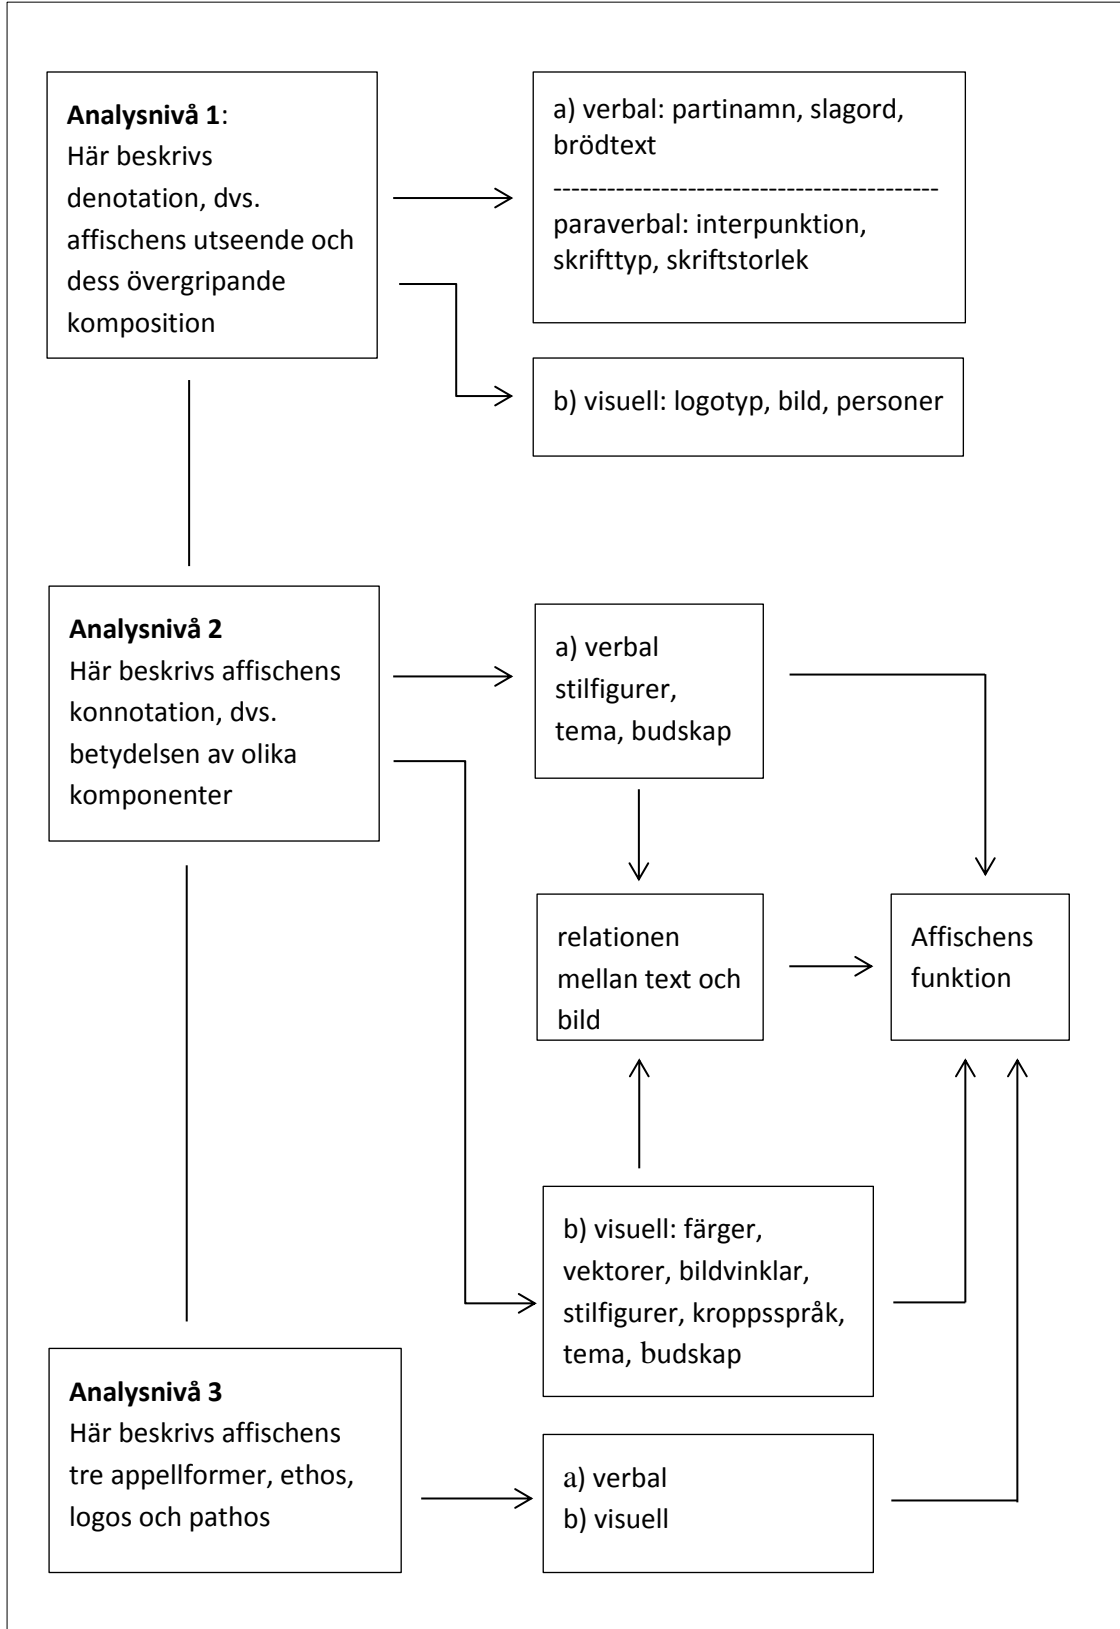 Analysnivå 1:
Här beskrivs
denotation, dvs.
affischens utseende och
dess övergripande
komposition
a) verbal: partinamn, slagord,
brödtext
-------------------------------------------
paraverbal: interpunktion,
skrifttyp, skriftstorlek
b) visuell: logotyp, bild, personer
Analysnivå 2
Här beskrivs affischens
konnotation, dvs.
betydelsen av olika
komponenter
a) verbal
stilfigurer,
tema, budskap
relationen
mellan text och
bild
Affischens
funktion
b) visuell: färger,
vektorer, bildvinklar,
stilfigurer, kroppsspråk,
tema, budskap
Analysnivå 3
Här beskrivs affischens
tre appellformer, ethos,
logos och pathos
a) verbal
b) visuell